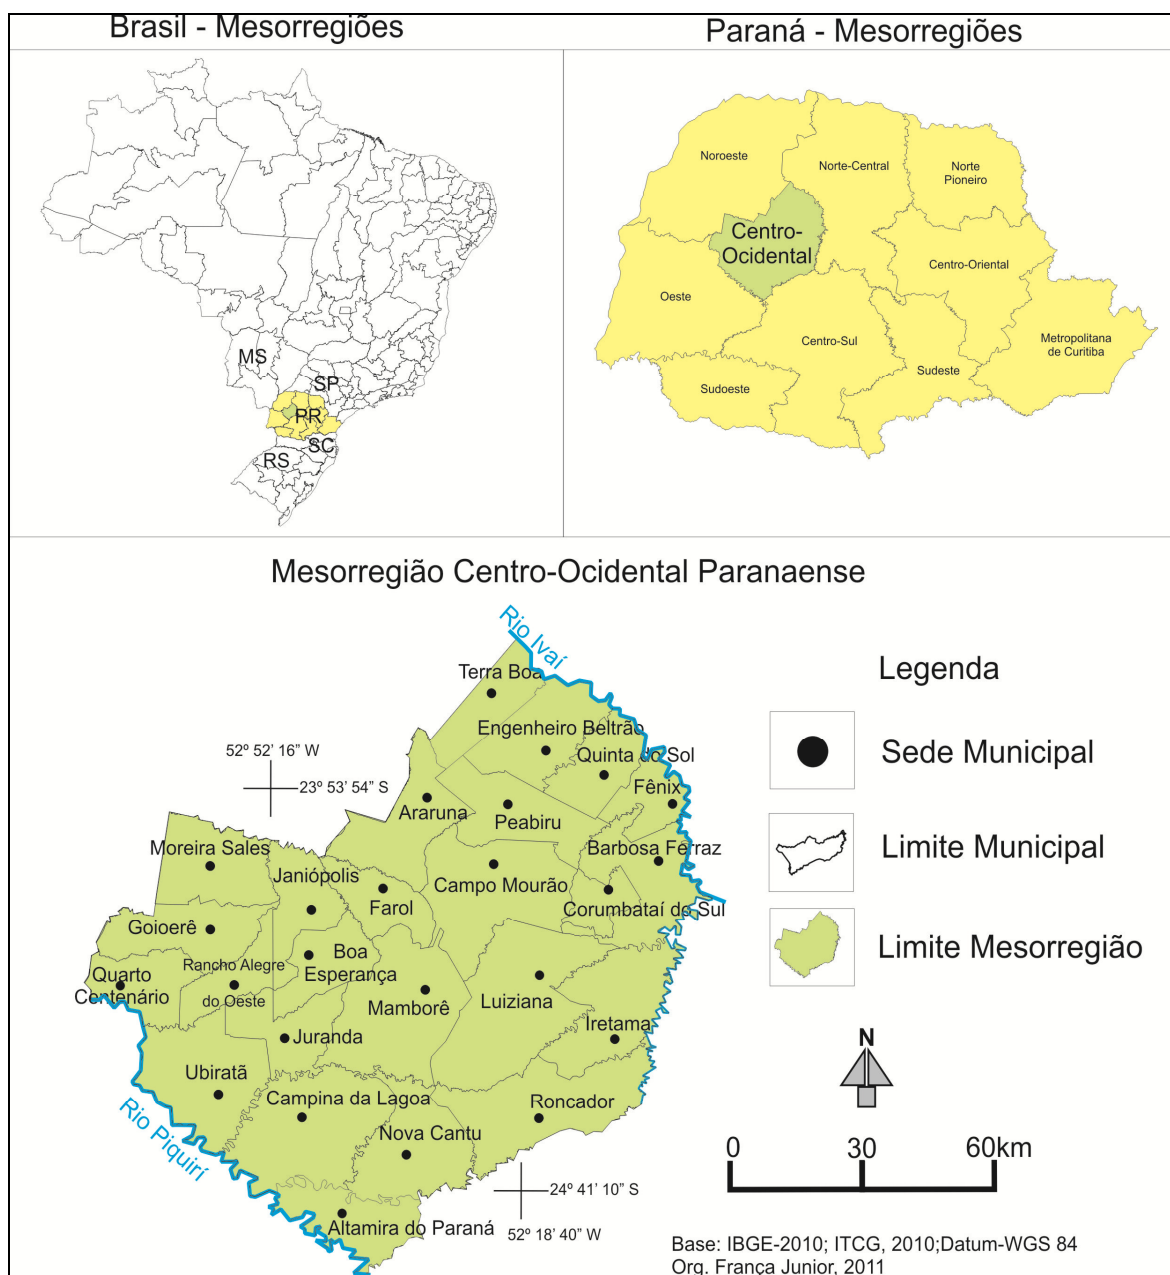 Brasil - Mesorregiões
Paraná - Mesorregiões
MS
SP
PR
SC
RS
Noroeste
Norte-Central
Norte
Pioneiro
Centro-
Ocidental
Centro-Oriental
Oeste
Centro-Sul
Metropolitana
de Curitiba
Sudoeste
Sudeste
Mesorregião Centro-Ocidental Paranaense
Rio Ivaí
Terra Boa
Engenheiro Beltrão
Quinta do Sol
52º 52' 16" W
23º 53' 54" S
Fênix
Araruna
Peabiru
Moreira Sales
Barbosa Ferraz
Janiópolis
Campo Mourão
Farol
Corumbataí do Sul
Goioerê
Boa
Esperança
Rancho Alegre
do Oeste
Quarto
Centenário
Mamborê
Luiziana
Iretama
Juranda
Ubiratã
Campina da Lagoa
Roncador
Nova Cantu
Rio Piquirí
Altamira do Paraná
24º 41' 10" S
52º 18' 40" W
Legenda
Sede Municipal
Limite Municipal
Limite Mesorregião
N
0 30 60km
Base: IBGE-2010; ITCG, 2010;Datum-WGS 84
Org. França Junior, 2011